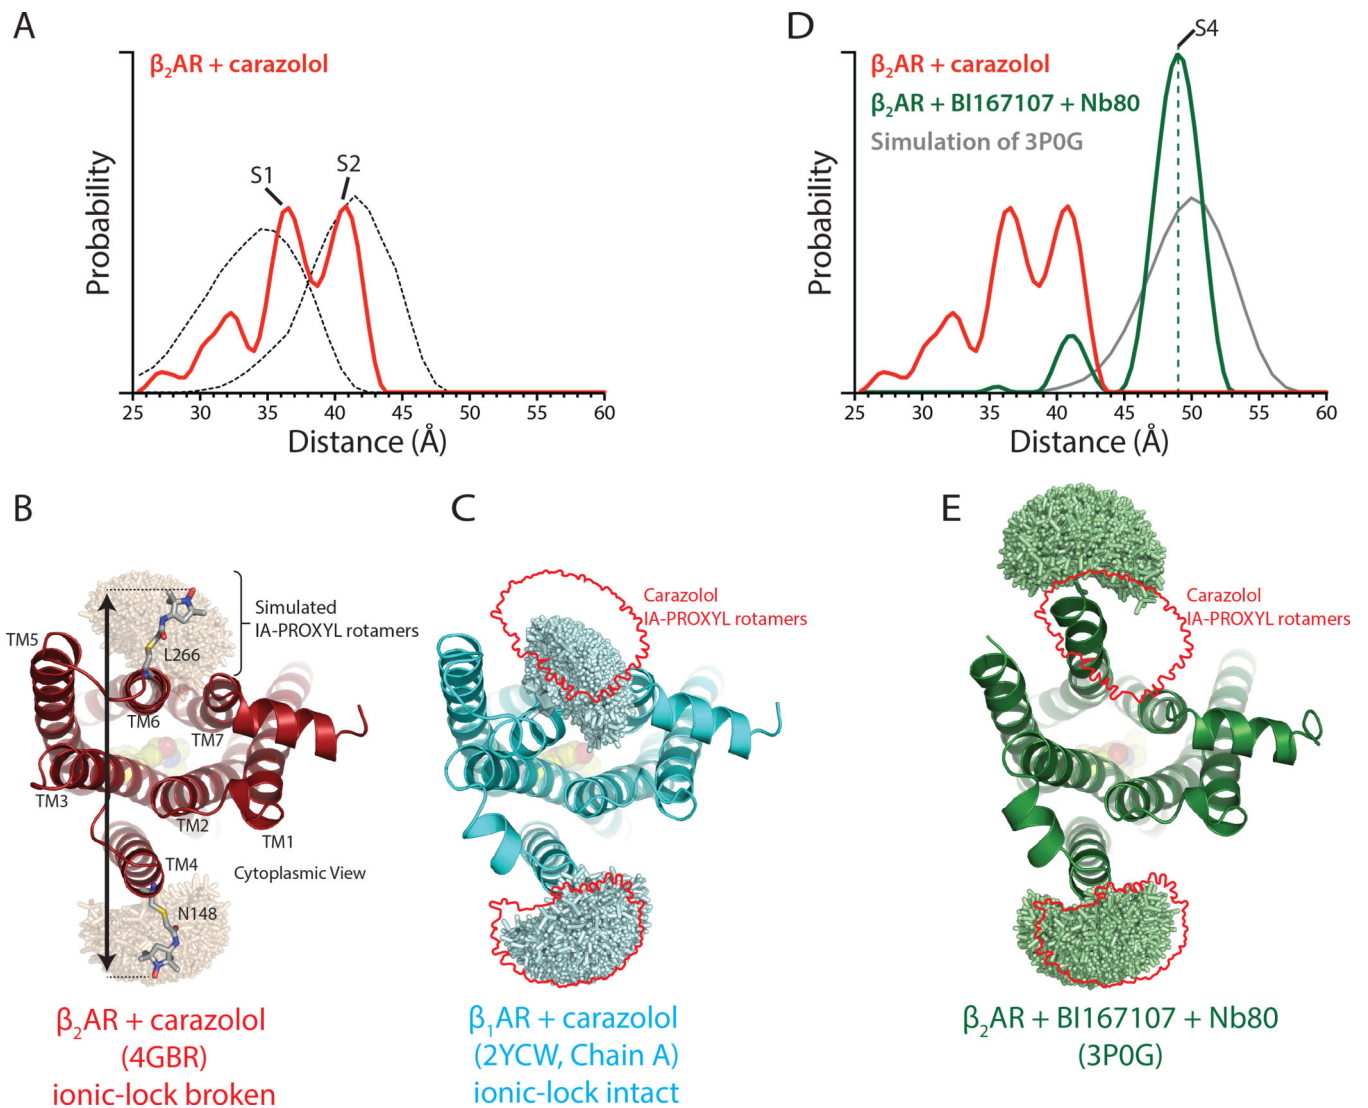 A
β₂AR + carazolol
S1
S2
Probability
25 30 35 40 45 50 55 60
Distance (Å)
D
S4
β₂AR + carazolol
β₂AR + BI167107 + Nb80
Simulation of 3P0G
Probability
25 30 35 40 45 50 55 60
Distance (Å)
B
Simulated
IA-PROXYL rotamers
TM5
L266
TM6
TM7
TM3
TM2
TM1
TM4
Cytoplasmic View
N148
β₂AR + carazolol
(4GBR)
ionic-lock broken
C
Carazolol
IA-PROXYL rotamers
β₁AR + carazolol
(2YCW, Chain A)
ionic-lock intact
E
Carazolol
IA-PROXYL rotamers
β₂AR + BI167107 + Nb80
(3P0G)